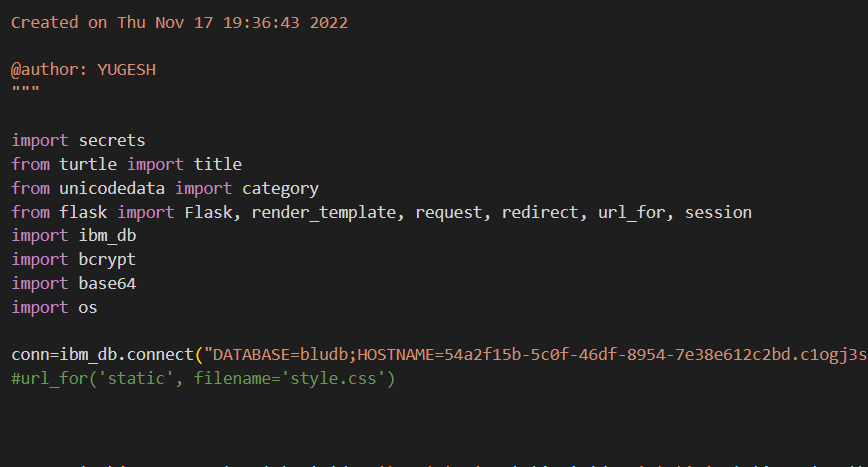 Created on Thu Nov 17 19:36:43 2022
@author: YUGESH
"""
import secrets
from turtle import title
from unicodedata import category
from flask import Flask, render_template, request, redirect, url_for, session
import ibm_db
import bcrypt
import base64
import os
conn=ibm_db.connect("DATABASE=bludb;HOSTNAME=54a2f15b-5c0f-46df-8954-7e38e612c2bd.c1ogj3s
#url_for('static', filename='style.css')